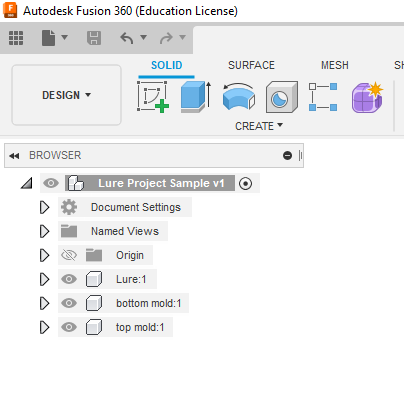 Autodesk Fusion 360 (Education License)
SOLID SURFACE MESH SH
DESIGN
CREATE
BROWSER
Lure Project Sample v1
Document Settings
Named Views
Origin
Lure:1
bottom mold:1
top mold:1